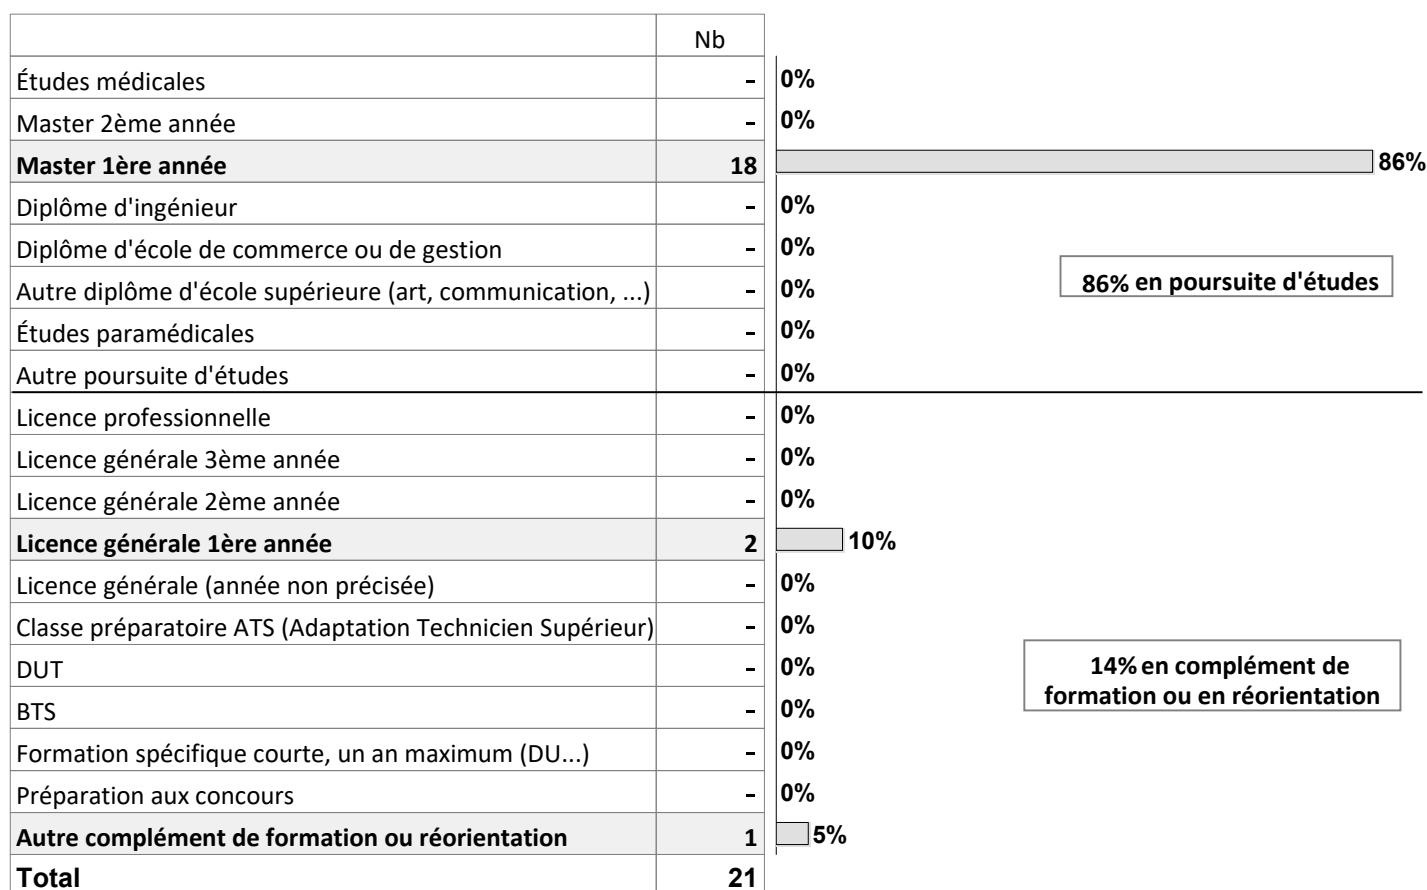 Nb
Études médicales - 0%
Master 2ème année - 0%
Master 1ère année 18 86%
Diplôme d'ingénieur - 0%
Diplôme d'école de commerce ou de gestion - 0%
Autre diplôme d'école supérieure (art, communication, ...) - 0%
Études paramédicales - 0%
Autre poursuite d'études - 0%
86% en poursuite d'études
Licence professionnelle - 0%
Licence générale 3ème année - 0%
Licence générale 2ème année - 0%
Licence générale 1ère année 2 10%
Licence générale (année non précisée) - 0%
Classe préparatoire ATS (Adaptation Technicien Supérieur) - 0%
DUT - 0%
BTS - 0%
Formation spécifique courte, un an maximum (DU...) - 0%
Préparation aux concours - 0%
Autre complément de formation ou réorientation 1 5%
14% en complément de
formation ou en réorientation
Total 21